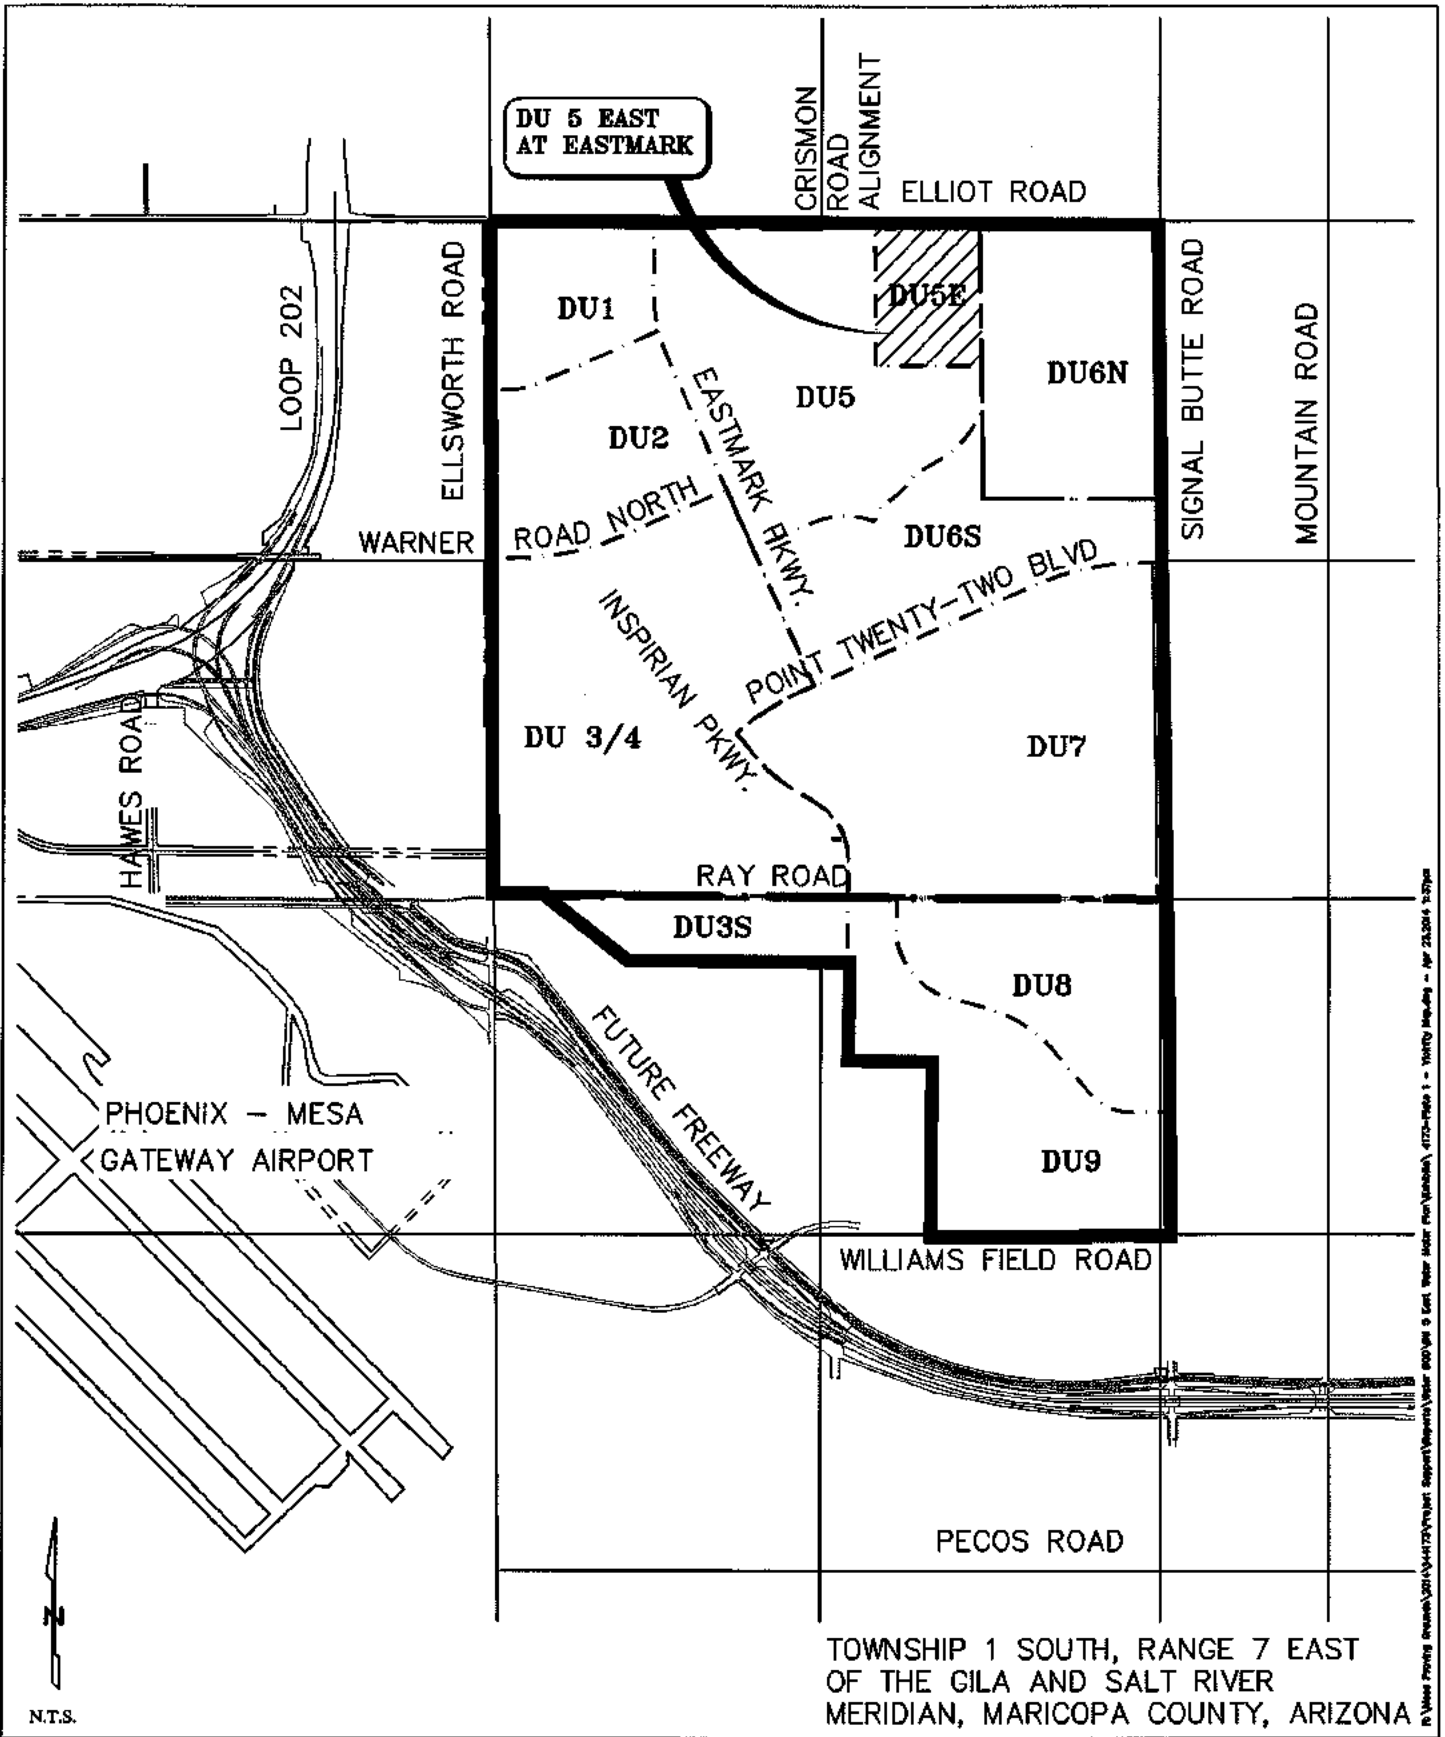 DU 5 EAST
AT EASTMARK
CRISMON
ROAD
ALIGNMENT
ELLIOT ROAD
LOOP 202
ELLSWORTH ROAD
DU1
DU5E
DU6N
SIGNAL BUTTE ROAD
MOUNTAIN ROAD
DU5
DU2
EASTMARK PKWY.
WARNER
ROAD NORTH
DU6S
POINT TWENTY-TWO BLVD
INSPIRIAN PKWY.
HAWES ROAD
DU 3/4
DU7
RAY ROAD
DU3S
DU8
FUTURE FREEWAY
PHOENIX - MESA
GATEWAY AIRPORT
DU9
WILLIAMS FIELD ROAD
PECOS ROAD
N
N.T.S.
TOWNSHIP 1 SOUTH, RANGE 7 EAST
OF THE GILA AND SALT RIVER
MERIDIAN, MARICOPA COUNTY, ARIZONA